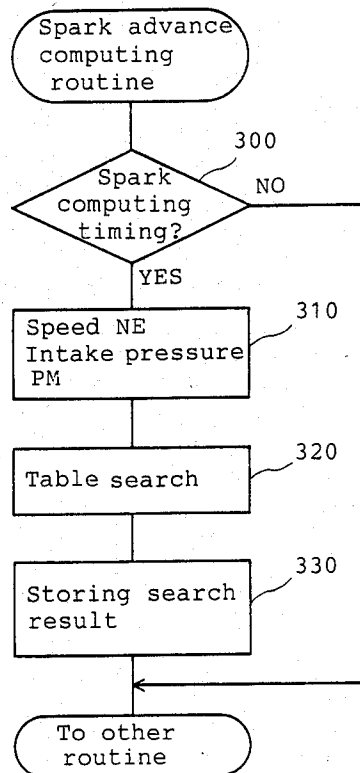 Spark advance
computing
routine
300
Spark
computing
timing?
NO
YES
310
Speed NE
Intake pressure
PM
320
Table search
330
Storing search
result
To other
routine